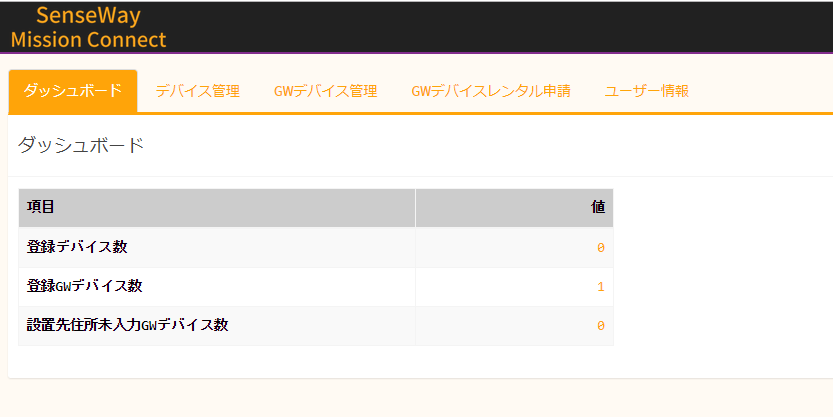 SenseWay
Mission Connect
ダッシュボード デバイス管理 GWデバイス管理 GWデバイスレンタル申請 ユーザー情報
ダッシュボード
項目 値
登録デバイス数 0
登録GWデバイス数 1
設置先住所未入力GWデバイス数 0